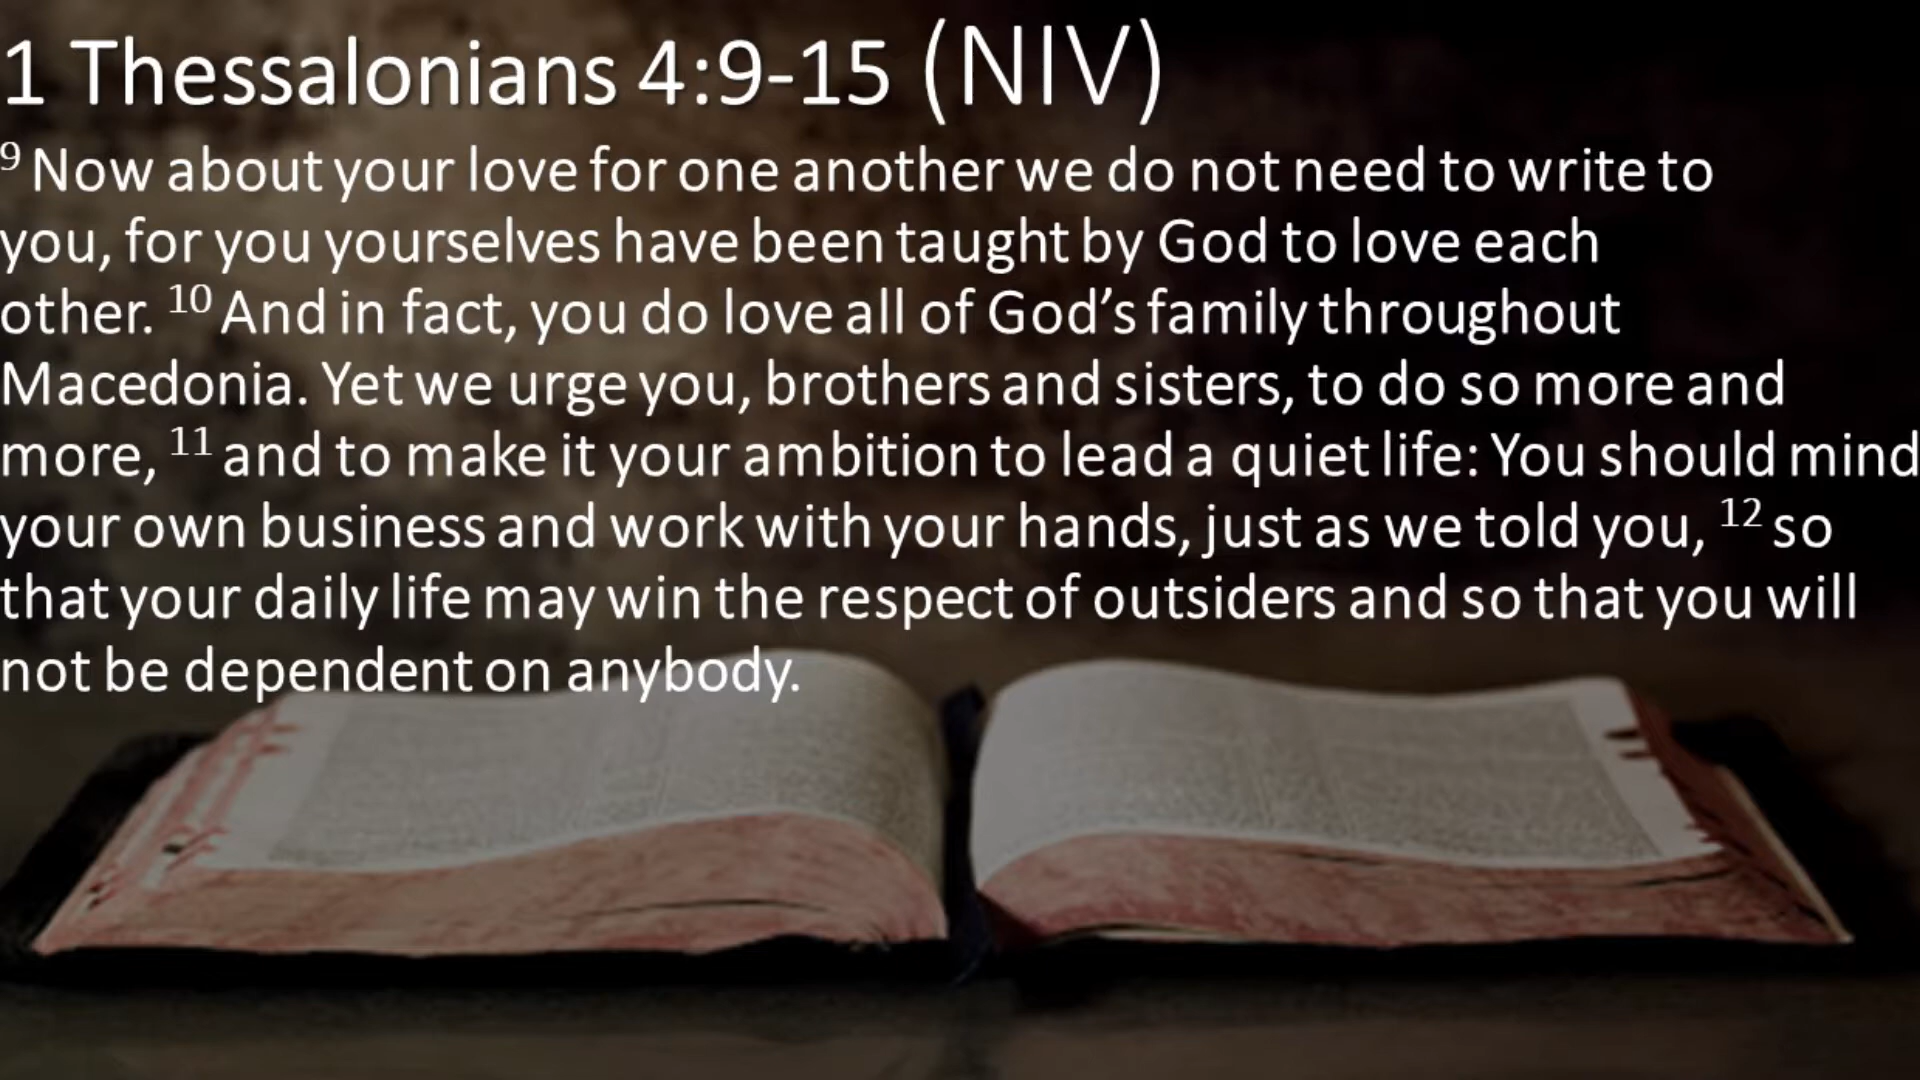 1 Thessalonians 4:9-15 (NIV)
9 Now about your love for one another we do not need to write to
you, for you yourselves have been taught by God to love each
other. 10 And in fact, you do love all of God’s family throughout
Macedonia. Yet we urge you, brothers and sisters, to do so more and
more, 11 and to make it your ambition to lead a quiet life: You should mind
your own business and work with your hands, just as we told you, 12 so
that your daily life may win the respect of outsiders and so that you will
not be dependent on anybody.